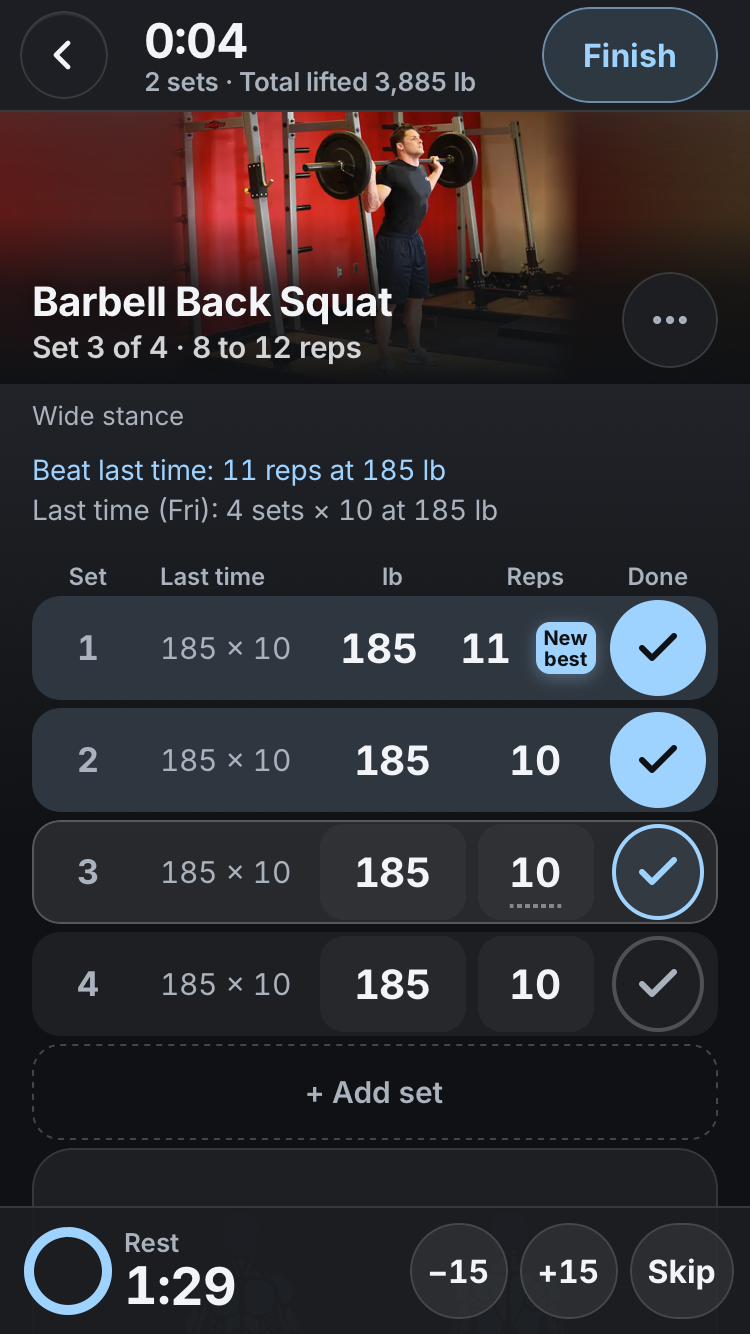 0:04
2 sets · Total lifted 3,885 lb
Finish
Barbell Back Squat
Set 3 of 4 · 8 to 12 reps
Wide stance
Beat last time: 11 reps at 185 lb
Last time (Fri): 4 sets × 10 at 185 lb
Set Last time lb Reps Done
1 185 × 10 185 11 New best
2 185 × 10 185 10
3 185 × 10 185 10
4 185 × 10 185 10
+ Add set
Rest
1:29
−15 +15 Skip